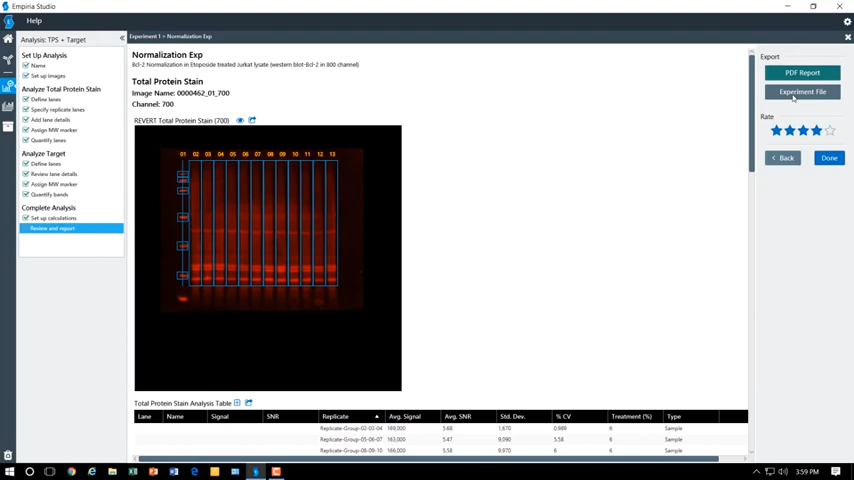 Empiria Studio
Help
Analysis: TPS + Target
Experiment 1 > Normalization Exp
Set Up Analysis
Name
Set up images
Analyze Total Protein Stain
Define lanes
Specify replicate lanes
Add lane details
Assign MW marker
Quantify lanes
Analyze Target
Define lanes
Review lane details
Assign MW marker
Quantify bands
Complete Analysis
Set up calculations
Review and report
Normalization Exp
Bcl-2 Normalization in Etoposide treated Jurkat lysate (western blot-Bcl-2 in 800 channel)
Total Protein Stain
Image Name: 0000462_01_700
Channel: 700
REVERT Total Protein Stain (700)
01 02 03 04 05 06 07 08 09 10 11 12 13
Total Protein Stain Analysis Table
Lane Name Signal SNR Replicate Avg. Signal Avg. SNR Std. Dev. % CV Treatment (%) Type
Replicate-Group-02-03-04 169,000 5.68 1,670 0.989 6 Sample
Replicate-Group-05-06-07 163,000 5.47 9,090 5.58 6 Sample
Replicate-Group-08-09-10 166,000 5.58 9,970 6 6 Sample
Export
PDF Report
Experiment File
Rate
< Back
Done
3:59 PM